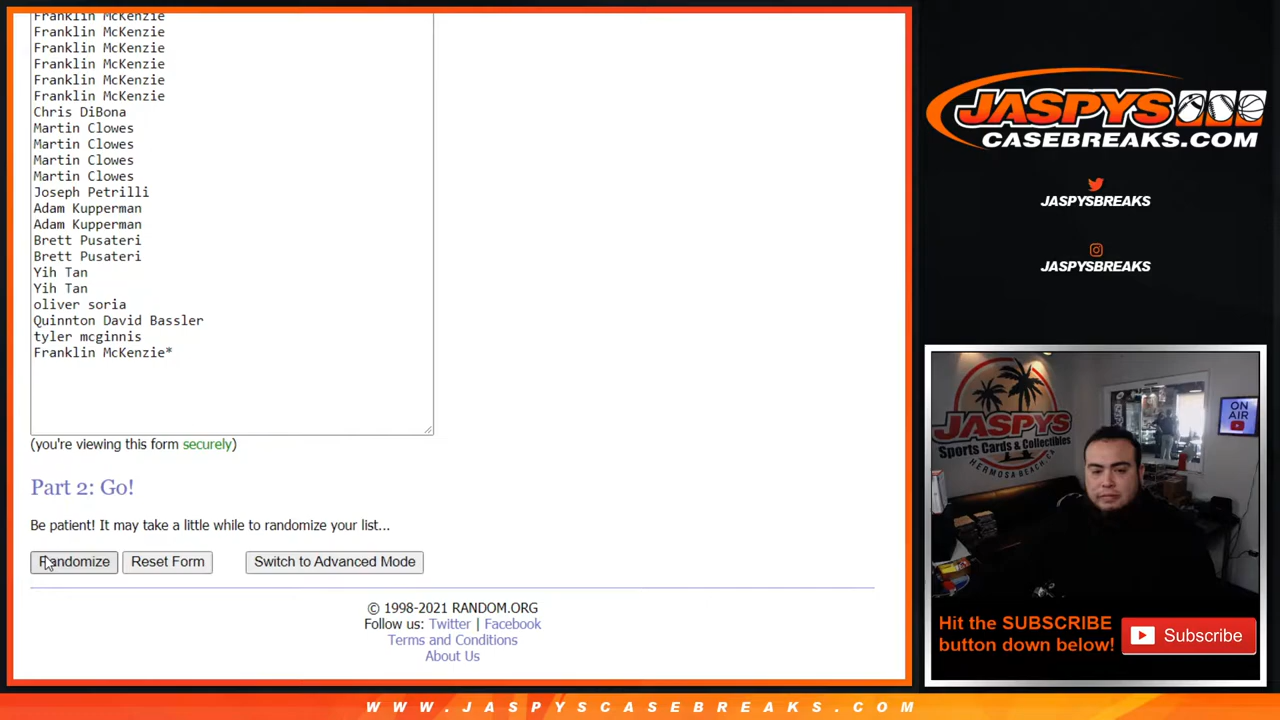 Franklin McKenzie
Franklin McKenzie
Franklin McKenzie
Franklin McKenzie
Franklin McKenzie
Franklin McKenzie
Chris DiBona
Martin Clowes
Martin Clowes
Martin Clowes
Martin Clowes
Joseph Petrilli
Adam Kupperman
Adam Kupperman
Brett Pusateri
Brett Pusateri
Yih Tan
Yih Tan
oliver soria
Quinnton David Bassler
tyler mcginnis
Franklin McKenzie*
(you're viewing this form securely)
Part 2: Go!
Be patient! It may take a little while to randomize your list...
Randomize Reset Form Switch to Advanced Mode
© 1998-2021 RANDOM.ORG
Follow us: Twitter | Facebook
Terms and Conditions
About Us
JASPYS
CASEBREAKS.COM
JASPYSBREAKS
JASPYSBREAKS
JASPYS
Sports Cards & Collectibles
HERMOSA BEACH, CA
ON
AIR
Hit the SUBSCRIBE
button down below!
Subscribe
WWW.JASPYSCASEBREAKS.COM